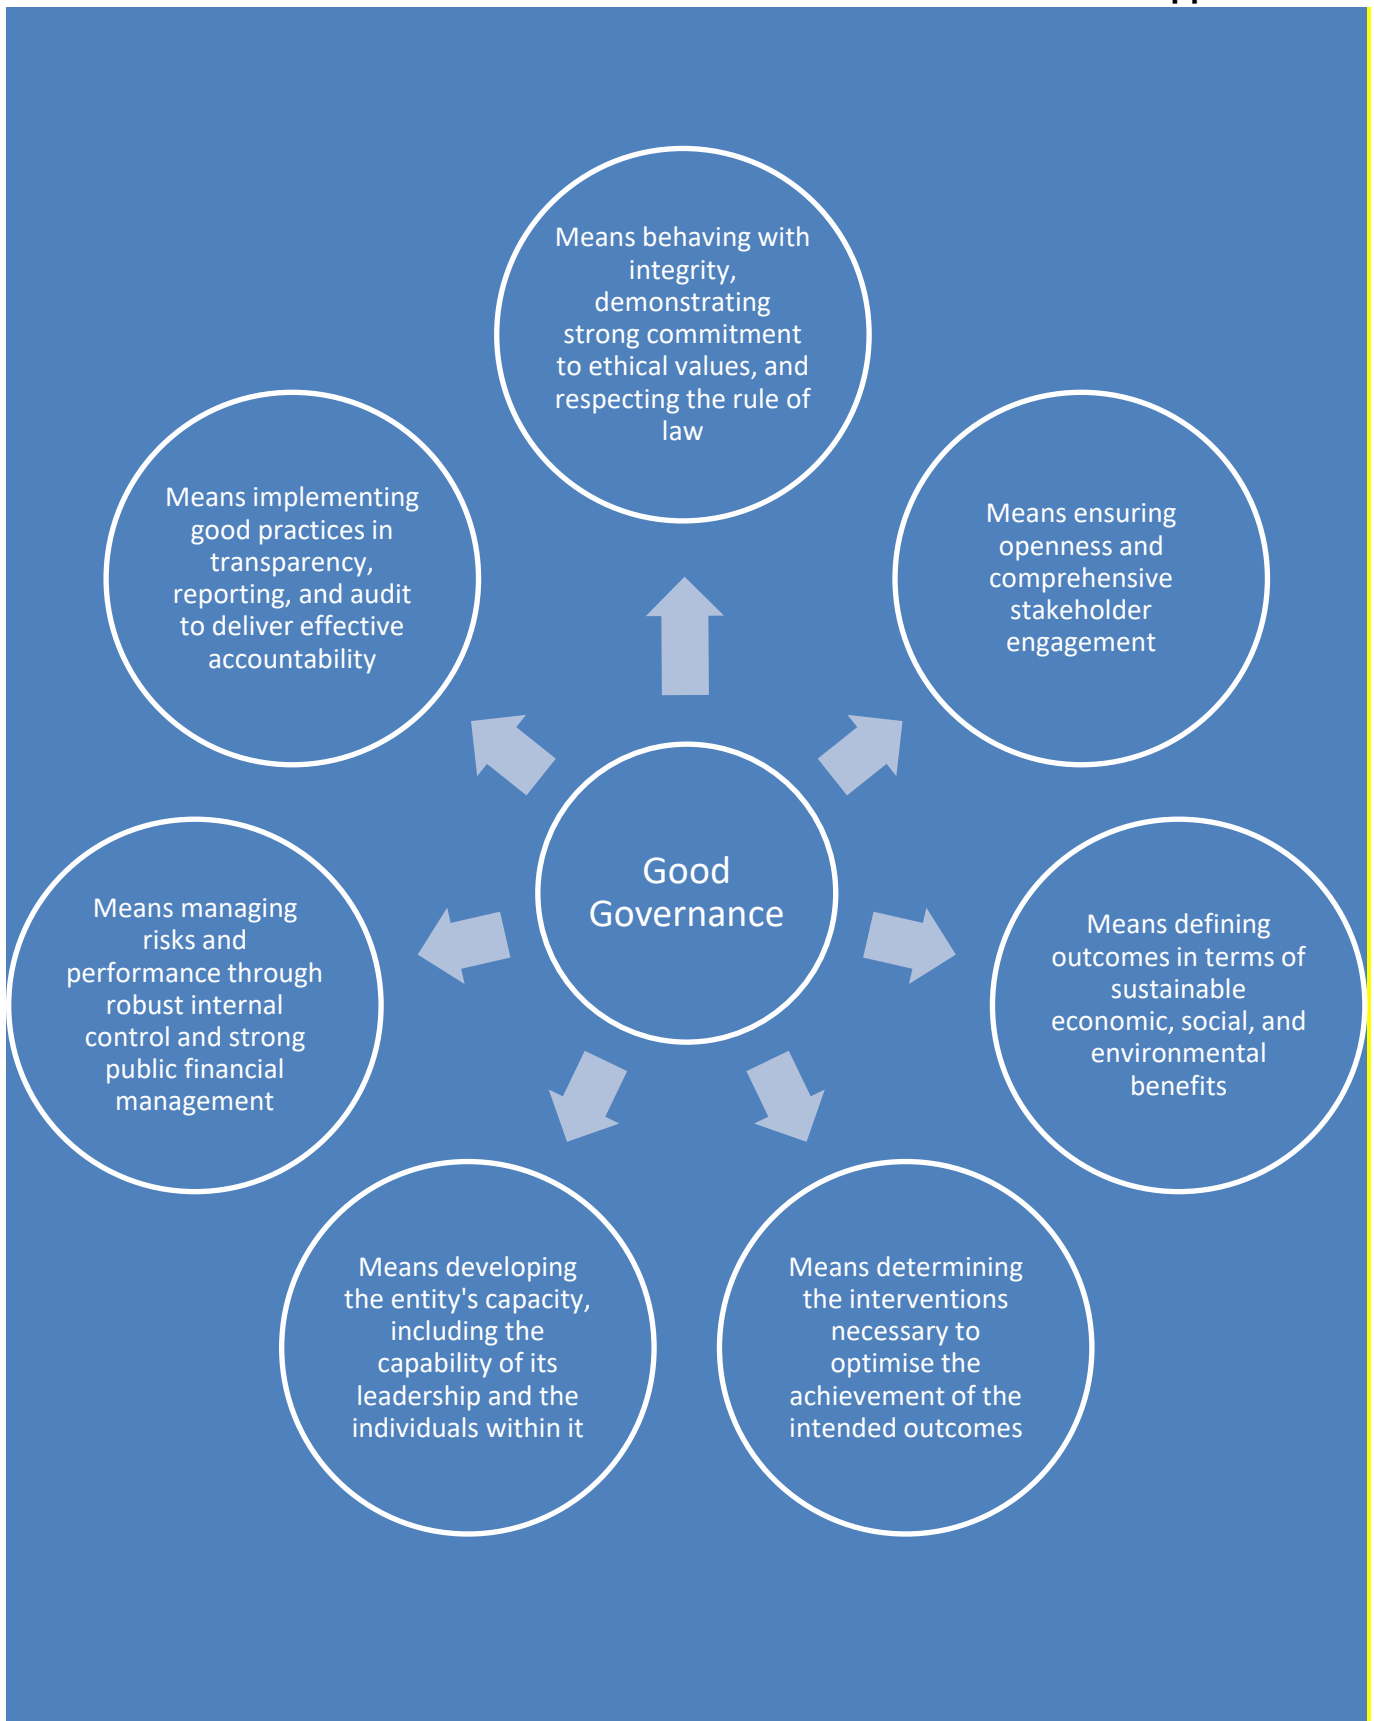 Means behaving with
integrity,
demonstrating
strong commitment
to ethical values, and
respecting the rule of
law
Means ensuring
openness and
comprehensive
stakeholder
engagement
Means defining
outcomes in terms of
sustainable
economic, social, and
environmental
benefits
Means determining
the interventions
necessary to
optimise the
achievement of the
intended outcomes
Means developing
the entity's capacity,
including the
capability of its
leadership and the
individuals within it
Means managing
risks and
performance through
robust internal
control and strong
public financial
management
Means implementing
good practices in
transparency,
reporting, and audit
to deliver effective
accountability
Good
Governance